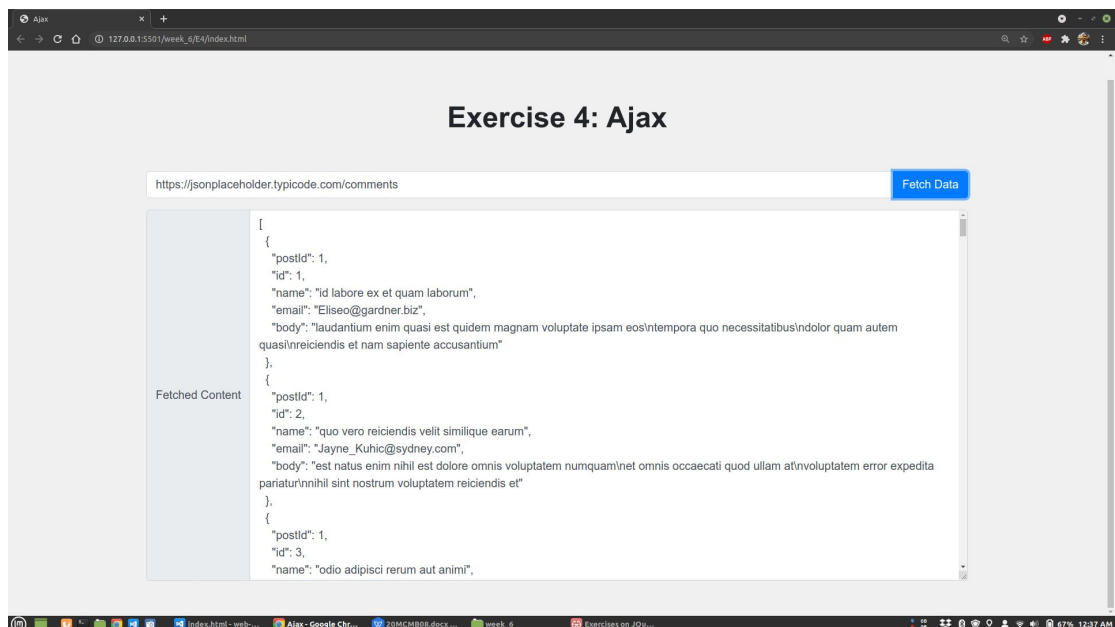 Ajax
127.0.0.1:5501/week_6/E4/index.html
Exercise 4: Ajax
https://jsonplaceholder.typicode.com/comments
Fetch Data
Fetched Content
[
{
"postId": 1,
"id": 1,
"name": "id labore ex et quam laborum",
"email": "Eliseo@gardner.biz",
"body": "laudantium enim quasi est quidem magnam voluptate ipsam eos\ntempora quo necessitatibus\ndolor quam autem
quasi\nreiciendis et nam sapiente accusantium"
},
{
"postId": 1,
"id": 2,
"name": "quo vero reiciendis velit similique earum",
"email": "Jayne_Kuhic@sydney.com",
"body": "est natus enim nihil est dolore omnis voluptatem numquam\net omnis occaecati quod ullam at\nvoluptatem error expedita
pariatur\nnihil sint nostrum voluptatem reiciendis et"
},
{
"postId": 1,
"id": 3,
"name": "odio adipisci rerum aut animi",
index.html - web-...
Ajax - Google Chr...
20MCMB08.docx ...
week_6
Exercises on JQu...
67%
12:37 AM